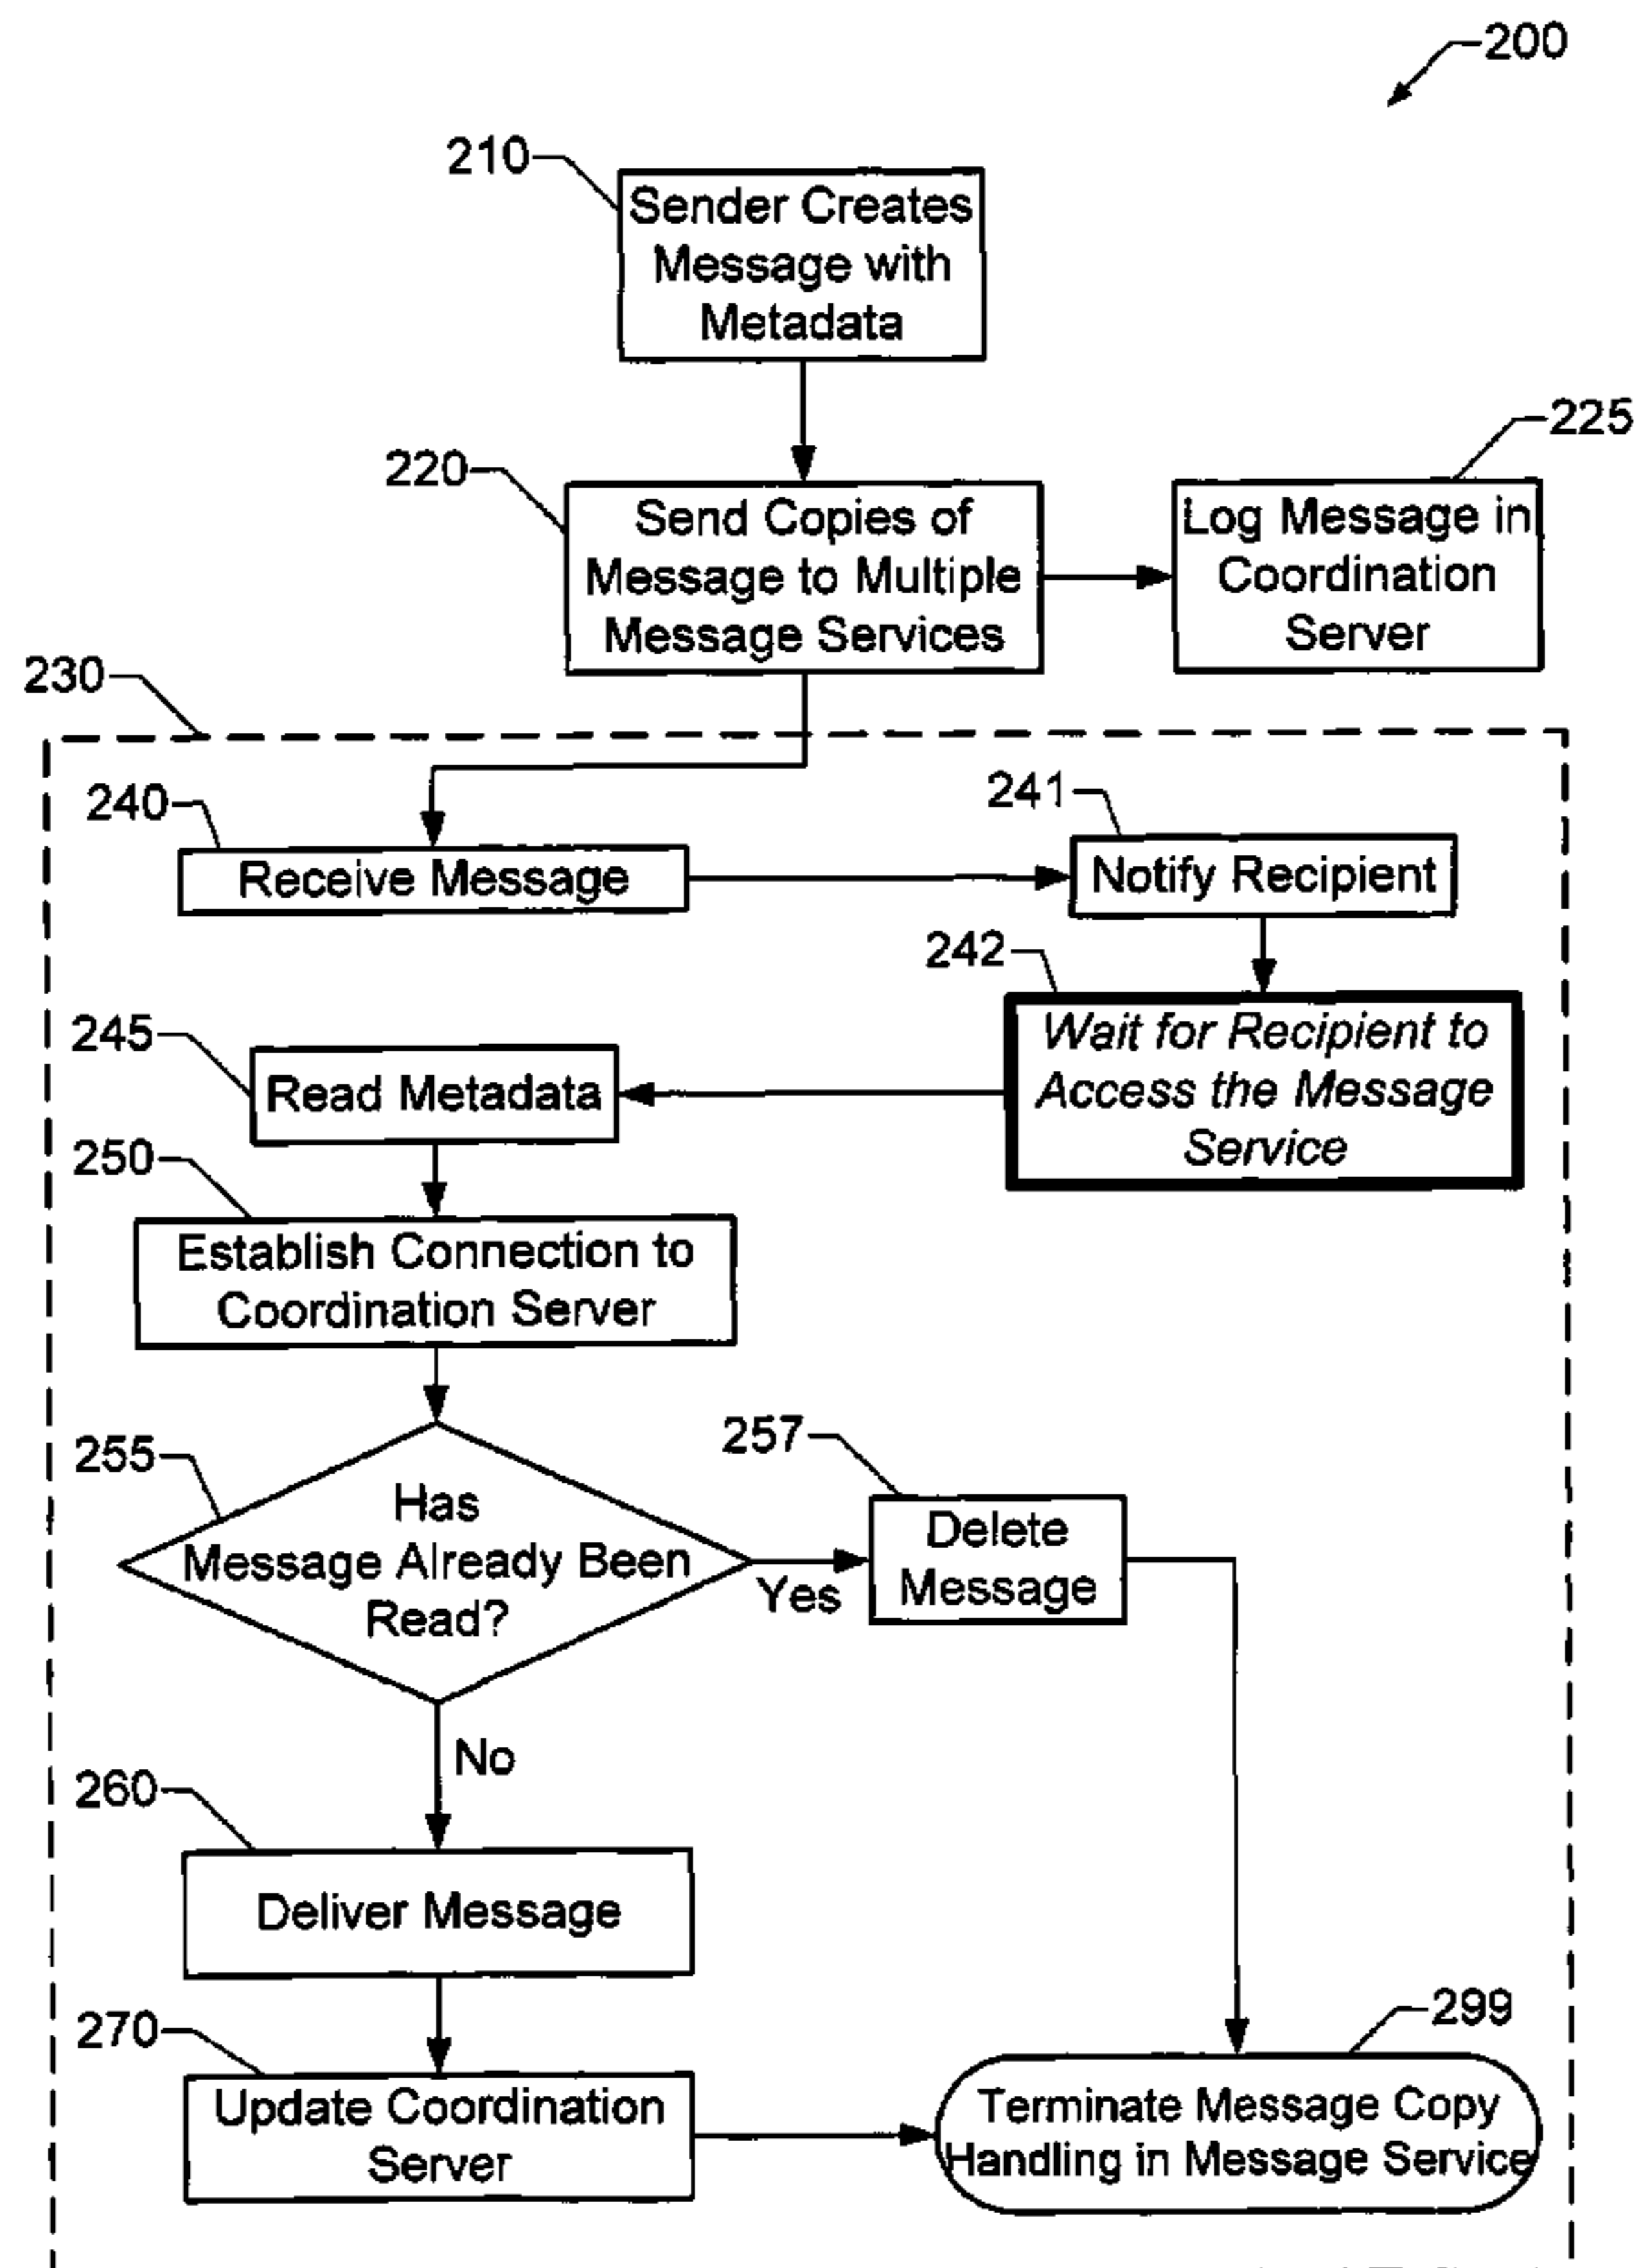 200
210
Sender Creates
Message with
Metadata
220
Send Copies of
Message to Multiple
Message Services
225
Log Message in
Coordination
Server
230
240
Receive Message
241
Notify Recipient
242
Wait for Recipient to
Access the Message
Service
245
Read Metadata
250
Establish Connection to
Coordination Server
255
Has
Message Already Been
Read?
Yes
257
Delete
Message
No
260
Deliver Message
270
Update Coordination
Server
299
Terminate Message Copy
Handling in Message Service